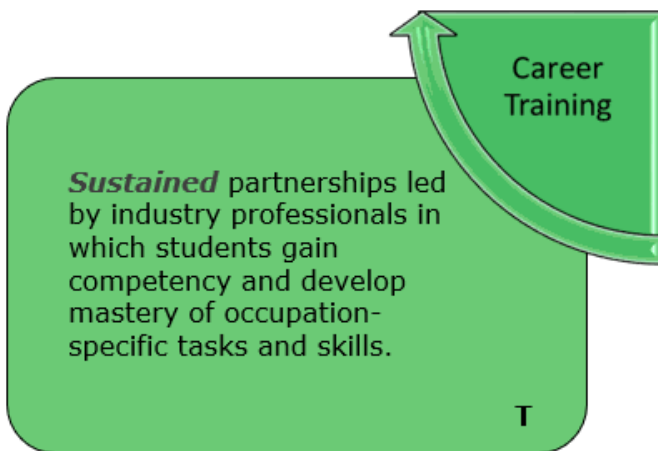 Career
Training
Sustained partnerships led
by industry professionals in
which students gain
competency and develop
mastery of occupation-
specific tasks and skills.
T